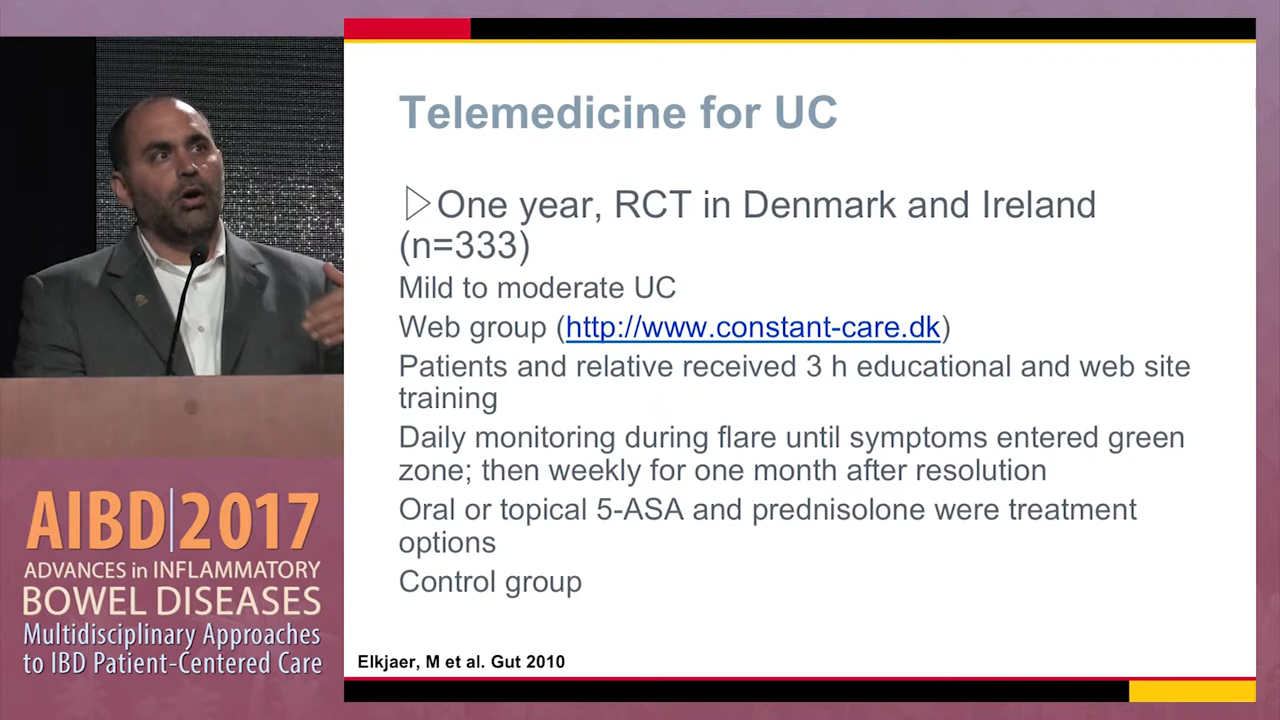 Telemedicine for UC
One year, RCT in Denmark and Ireland
(n=333)
Mild to moderate UC
Web group (http://www.constant-care.dk)
Patients and relative received 3 h educational and web site
training
Daily monitoring during flare until symptoms entered green
zone; then weekly for one month after resolution
Oral or topical 5-ASA and prednisolone were treatment
options
Control group
Elkjaer, M et al. Gut 2010
AIBD|2017
ADVANCES in INFLAMMATORY
BOWEL DISEASES
Multidisciplinary Approaches
to IBD Patient-Centered Care